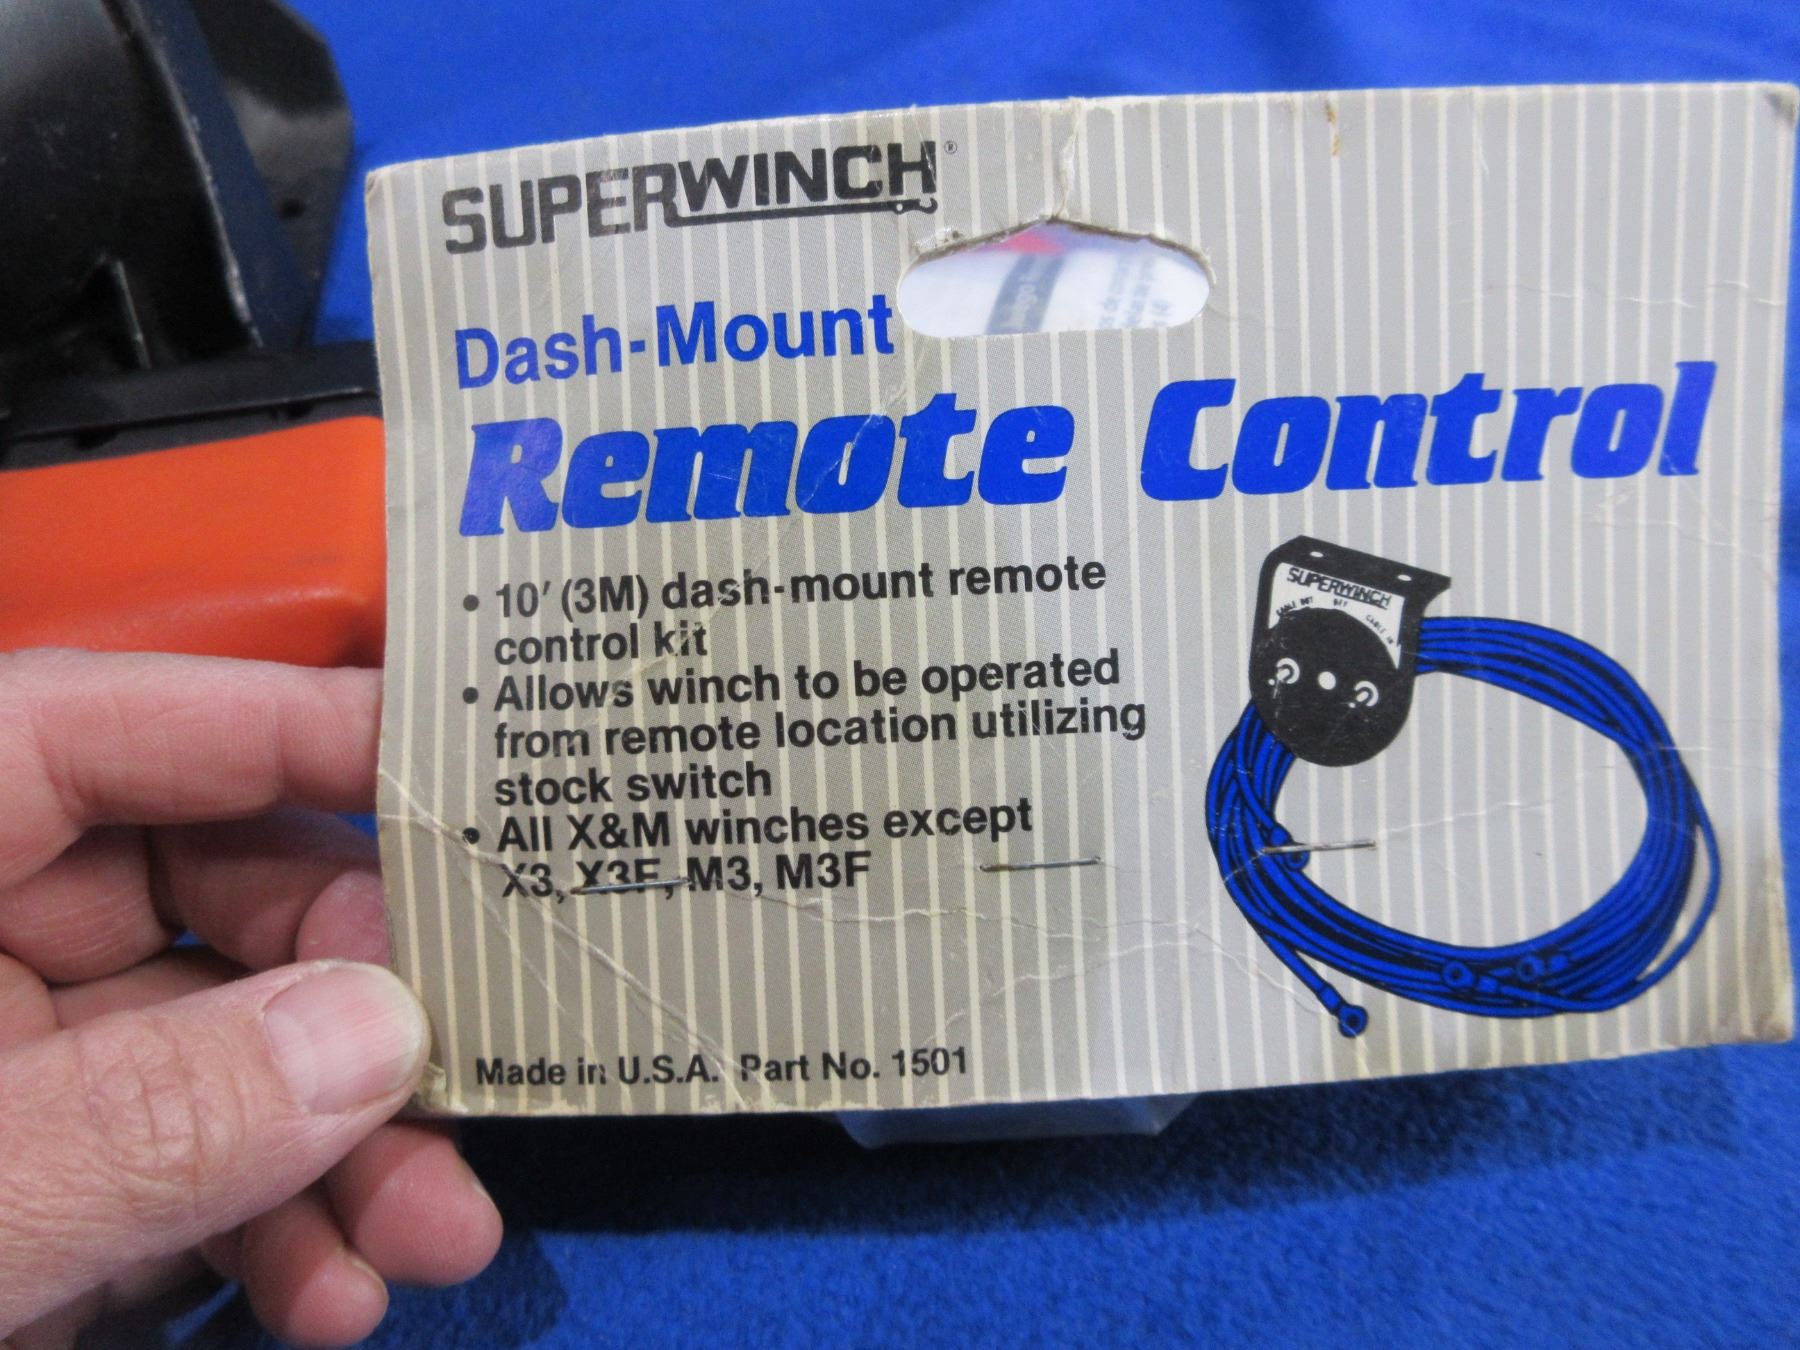 SUPERWINCH®
Dash-Mount
Remote Control
• 10' (3M) dash-mount remote
control kit
• Allows winch to be operated
from remote location utilizing
stock switch
• All X&M winches except
X3, X3F, M3, M3F
SUPERWINCH
Made in U.S.A. Part No. 1501